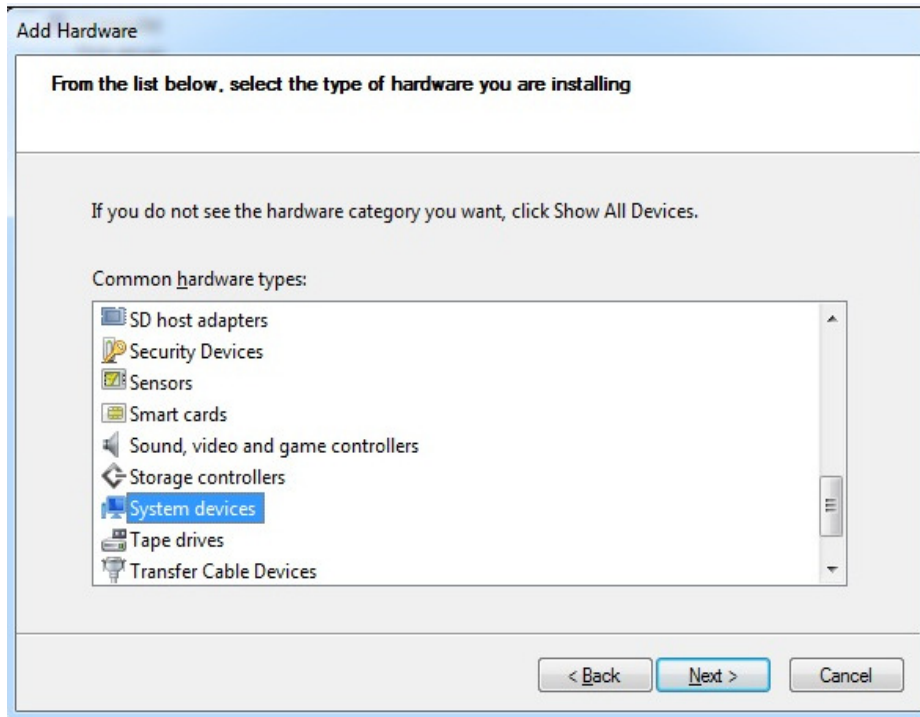 Add Hardware
From the list below, select the type of hardware you are installing
If you do not see the hardware category you want, click Show All Devices.
Common hardware types:
SD host adapters
Security Devices
Sensors
Smart cards
Sound, video and game controllers
Storage controllers
System devices
Tape drives
Transfer Cable Devices
< Back Next > Cancel